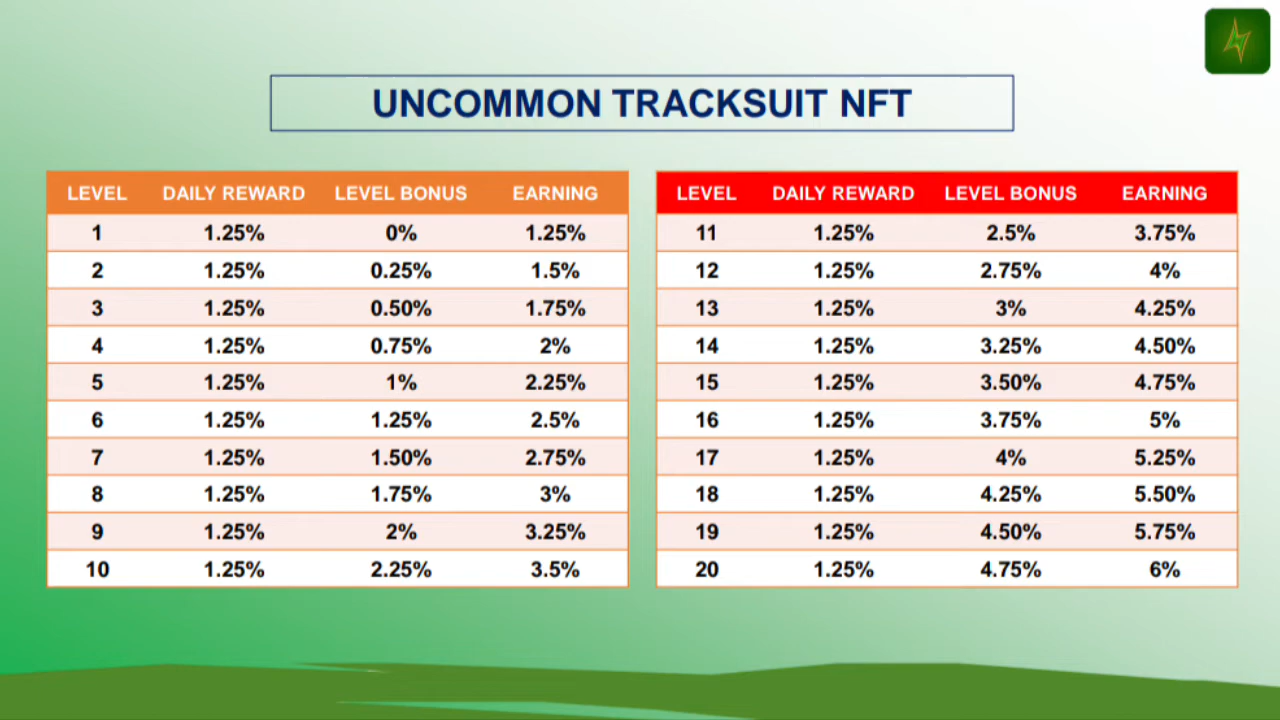 UNCOMMON TRACKSUIT NFT
LEVEL DAILY REWARD LEVEL BONUS EARNING
1 1.25% 0% 1.25%
2 1.25% 0.25% 1.5%
3 1.25% 0.50% 1.75%
4 1.25% 0.75% 2%
5 1.25% 1% 2.25%
6 1.25% 1.25% 2.5%
7 1.25% 1.50% 2.75%
8 1.25% 1.75% 3%
9 1.25% 2% 3.25%
10 1.25% 2.25% 3.5%
LEVEL DAILY REWARD LEVEL BONUS EARNING
11 1.25% 2.5% 3.75%
12 1.25% 2.75% 4%
13 1.25% 3% 4.25%
14 1.25% 3.25% 4.50%
15 1.25% 3.50% 4.75%
16 1.25% 3.75% 5%
17 1.25% 4% 5.25%
18 1.25% 4.25% 5.50%
19 1.25% 4.50% 5.75%
20 1.25% 4.75% 6%